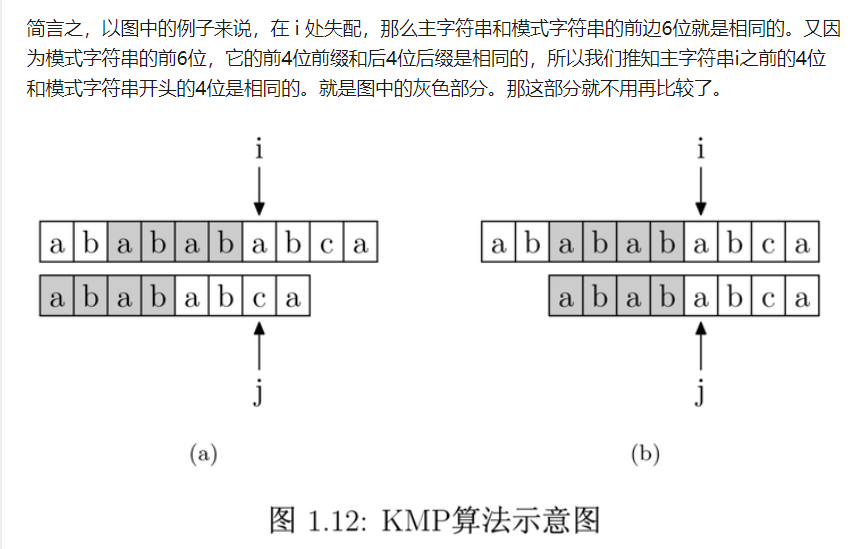 简言之，以图中的例子来说，在 i 处失配，那么主字符串和模式字符串的前边6位就是相同的。又因
为模式字符串的前6位，它的前4位前缀和后4位后缀是相同的，所以我们推知主字符串i之前的4位
和模式字符串开头的4位是相同的。就是图中的灰色部分。那这部分就不用再比较了。
i i
a b a b a b a b c a a b a b a b a b c a
a b a b a b c a a b a b a b c a
j j
(a) (b)
图 1.12: KMP算法示意图